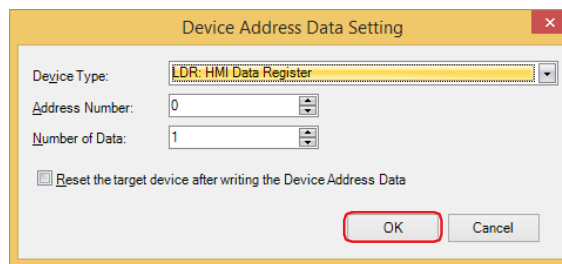 Device Address Data Setting
Device Type: LDR: HMI Data Register
Address Number: 0
Number of Data: 1
Reset the target device after writing the Device Address Data
OK Cancel